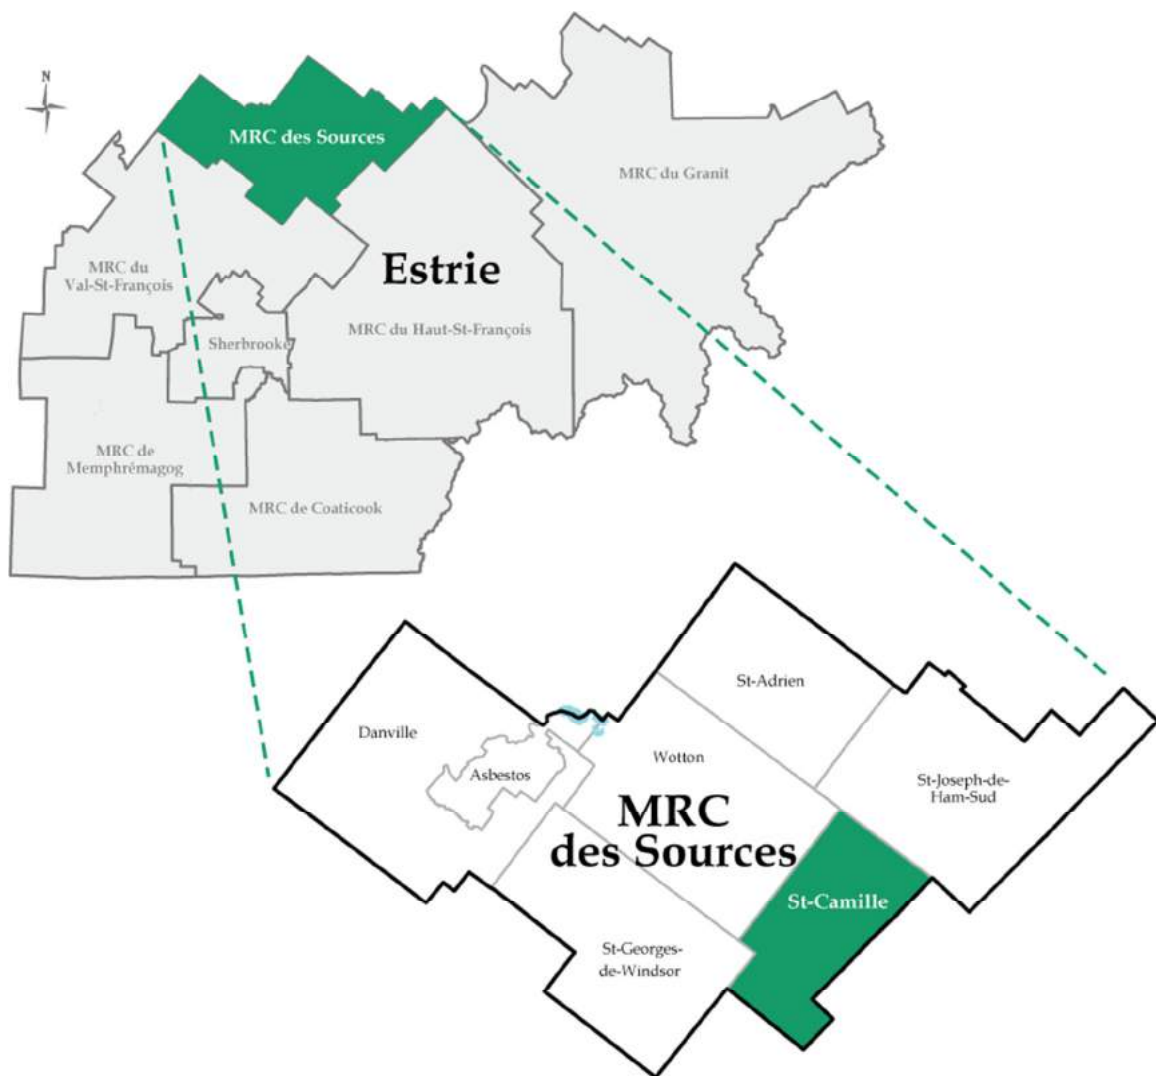 N
MRC des Sources
MRC du Granit
Estrie
MRC du
Val-St-François
MRC du Haut-St-François
Sherbrooke
MRC de
Memphrémagog
MRC de Coaticook
St-Adrien
Danville
Wotton
Asbestos
St-Joseph-de-
Ham-Sud
MRC
des Sources
St-Camille
St-Georges-
de-Windsor